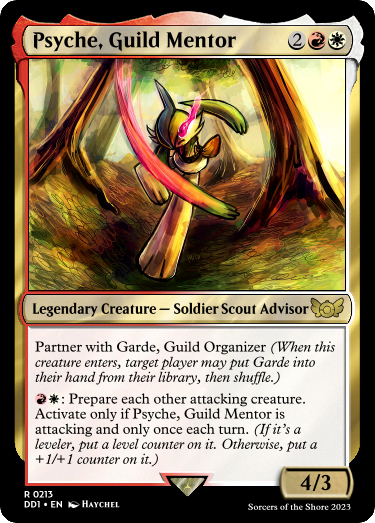 Psyche, Guild Mentor 2
Legendary Creature — Soldier Scout Advisor
Partner with Garde, Guild Organizer (When this
creature enters, target player may put Garde into
their hand from their library, then shuffle.)
: Prepare each other attacking creature.
Activate only if Psyche, Guild Mentor is
attacking and only once each turn. (If it's a
leveler, put a level counter on it. Otherwise, put a
+1/+1 counter on it.)
4/3
R 0213
DD1 • EN HAYCHEL
Sorcers of the Shore 2023